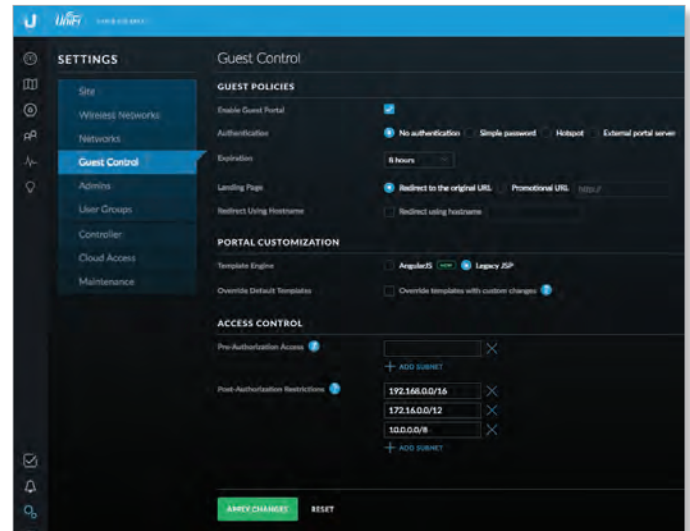 U UniFi
SETTINGS
Site
Wireless Networks
Networks
Guest Control
Admins
User Groups
Controller
Cloud Access
Maintenance
Guest Control
GUEST POLICIES
Enable Guest Portal
Authentication No authentication Simple password Hotspot External portal server
Expiration 8 hours
Landing Page Redirect to the original URL Promotional URL http://
Redirect Using Hostname Redirect using hostname
PORTAL CUSTOMIZATION
Template Engine AngularJS NEW Legacy JSP
Override Default Templates Override templates with custom changes ?
ACCESS CONTROL
Pre-Authorization Access ?
+ ADD SUBNET
Post-Authorization Restrictions ? 192.168.0.0/16
172.16.0.0/12
10.0.0.0/8
+ ADD SUBNET
APPLY CHANGES RESET